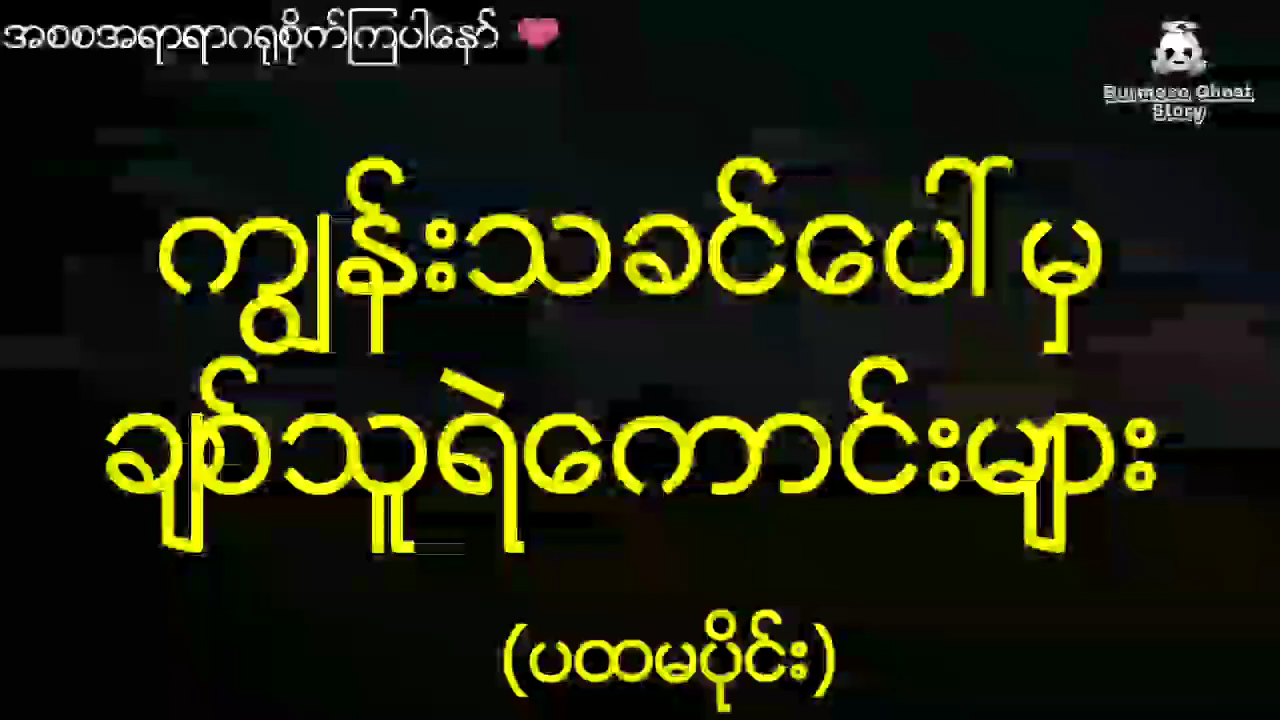 အစစအရာရာဂရုစိုက်ကြပါနော်
Burmese Ghost
Story
ကျွန်းသခင်ပေါ်မှ
ချစ်သူရဲကောင်းများ
(ပထမပိုင်း)